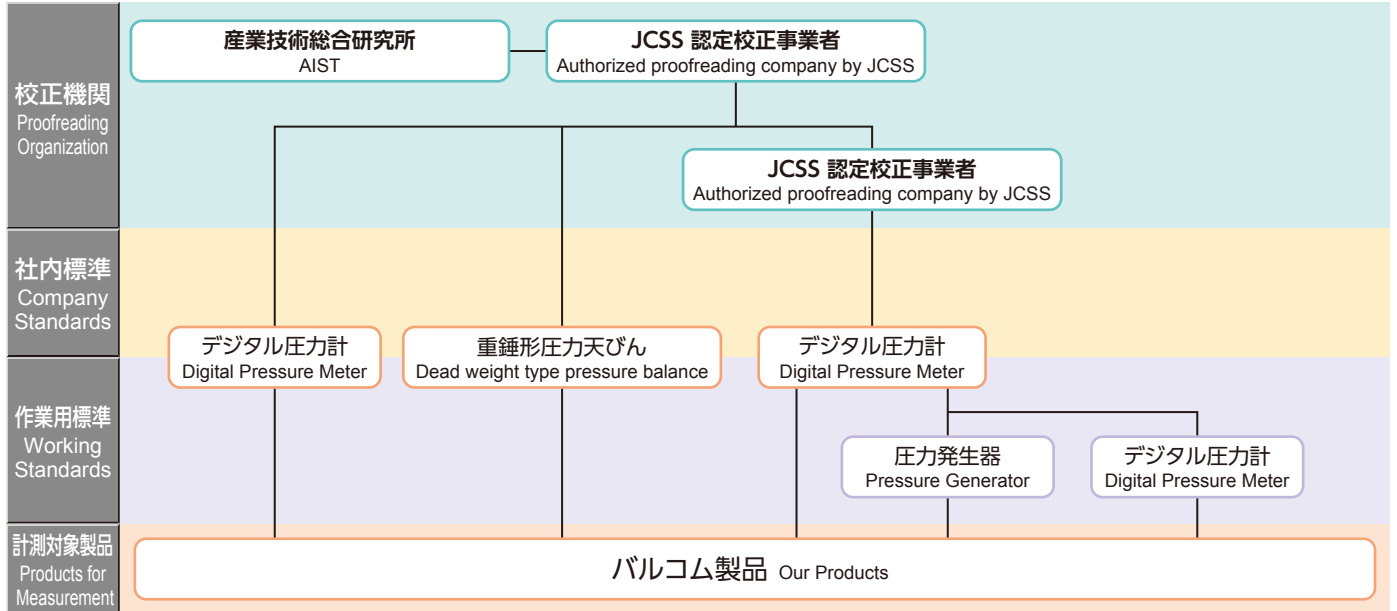 校正機関
Proofreading
Organization
産業技術総合研究所
AIST
JCSS 認定校正事業者
Authorized proofreading company by JCSS
JCSS 認定校正事業者
Authorized proofreading company by JCSS
社内標準
Company
Standards
デジタル圧力計
Digital Pressure Meter
重錘形圧力天びん
Dead weight type pressure balance
デジタル圧力計
Digital Pressure Meter
作業用標準
Working
Standards
圧力発生器
Pressure Generator
デジタル圧力計
Digital Pressure Meter
計測対象製品
Products for
Measurement
バルコム製品 Our Products